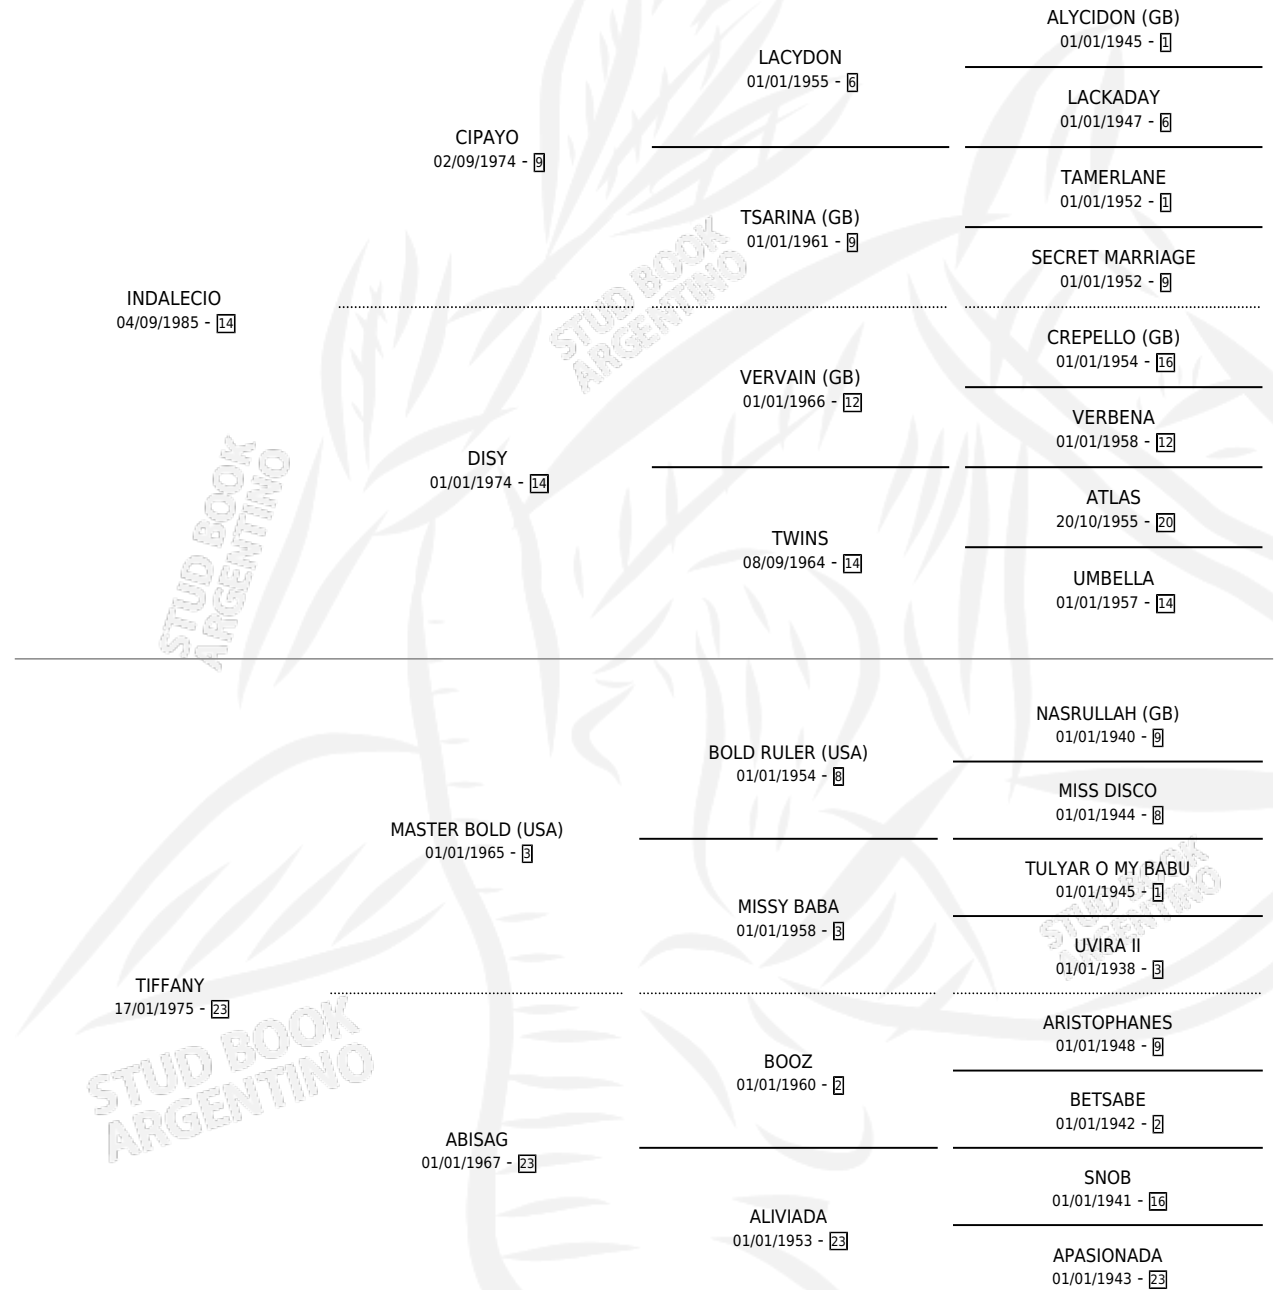 ALYCIDON (GB)
01/01/1945 - 1
LACYDON
01/01/1955 - 6
LACKADAY
01/01/1947 - 6
CIPAYO
02/09/1974 - 9
TAMERLANE
01/01/1952 - 1
TSARINA (GB)
01/01/1961 - 9
SECRET MARRIAGE
01/01/1952 - 9
INDALECIO
04/09/1985 - 14
CREPELLO (GB)
01/01/1954 - 16
VERVAIN (GB)
01/01/1966 - 12
VERBENA
01/01/1958 - 12
DISY
01/01/1974 - 14
ATLAS
20/10/1955 - 20
TWINS
08/09/1964 - 14
UMBELLA
01/01/1957 - 14
NASRULLAH (GB)
01/01/1940 - 9
BOLD RULER (USA)
01/01/1954 - 8
MISS DISCO
01/01/1944 - 8
MASTER BOLD (USA)
01/01/1965 - 3
TULYAR O MY BABU
01/01/1945 - 1
MISSY BABA
01/01/1958 - 3
UVIRA II
01/01/1938 - 3
TIFFANY
17/01/1975 - 23
ARISTOPHANES
01/01/1948 - 9
BOOZ
01/01/1960 - 2
BETSABE
01/01/1942 - 2
ABISAG
01/01/1967 - 23
SNOB
01/01/1941 - 16
ALIVIADA
01/01/1953 - 23
APASIONADA
01/01/1943 - 23
STUD BOOK
ARGENTINO
STUD BOOK
ARGENTINO
STUD BOOK
ARGENTINO
STUD BOOK
ARGENTINO